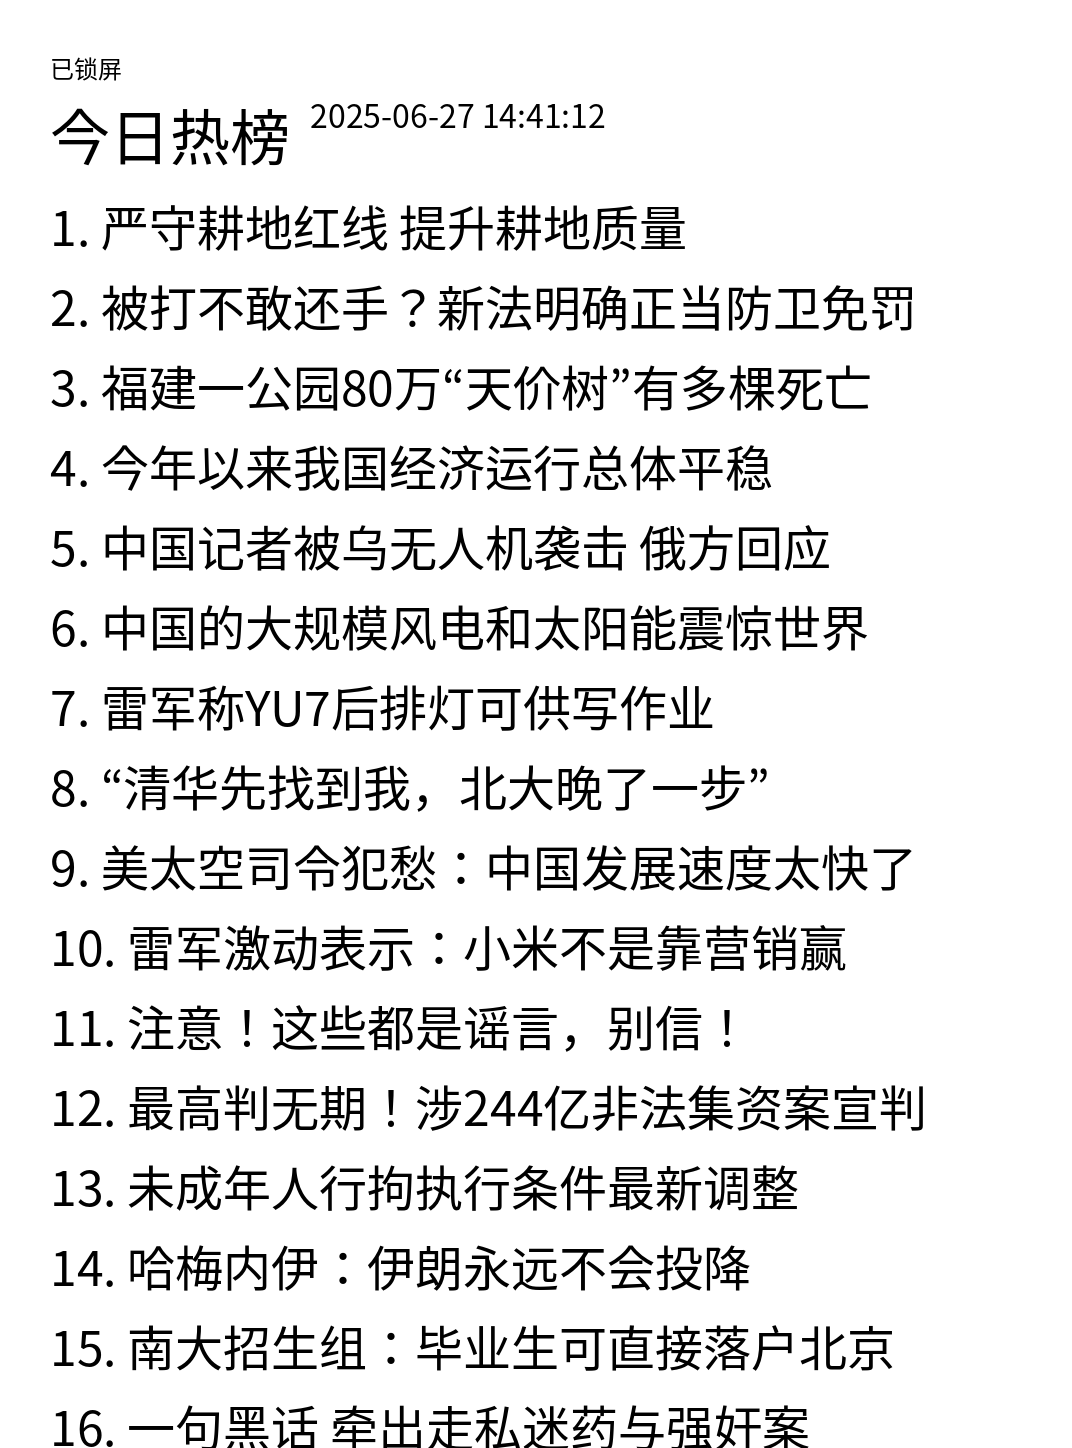 已锁屏
今日热榜 2025-06-27 14:41:12
1. 严守耕地红线 提升耕地质量
2. 被打不敢还手？新法明确正当防卫免罚
3. 福建一公园80万“天价树”有多棵死亡
4. 今年以来我国经济运行总体平稳
5. 中国记者被乌无人机袭击 俄方回应
6. 中国的大规模风电和太阳能震惊世界
7. 雷军称YU7后排灯可供写作业
8. “清华先找到我，北大晚了一步”
9. 美太空司令犯愁：中国发展速度太快了
10. 雷军激动表示：小米不是靠营销赢
11. 注意！这些都是谣言，别信！
12. 最高判无期！涉244亿非法集资案宣判
13. 未成年人行拘执行条件最新调整
14. 哈梅内伊：伊朗永远不会投降
15. 南大招生组：毕业生可直接落户北京
16. 一句黑话 牵出走私迷药与强奸案